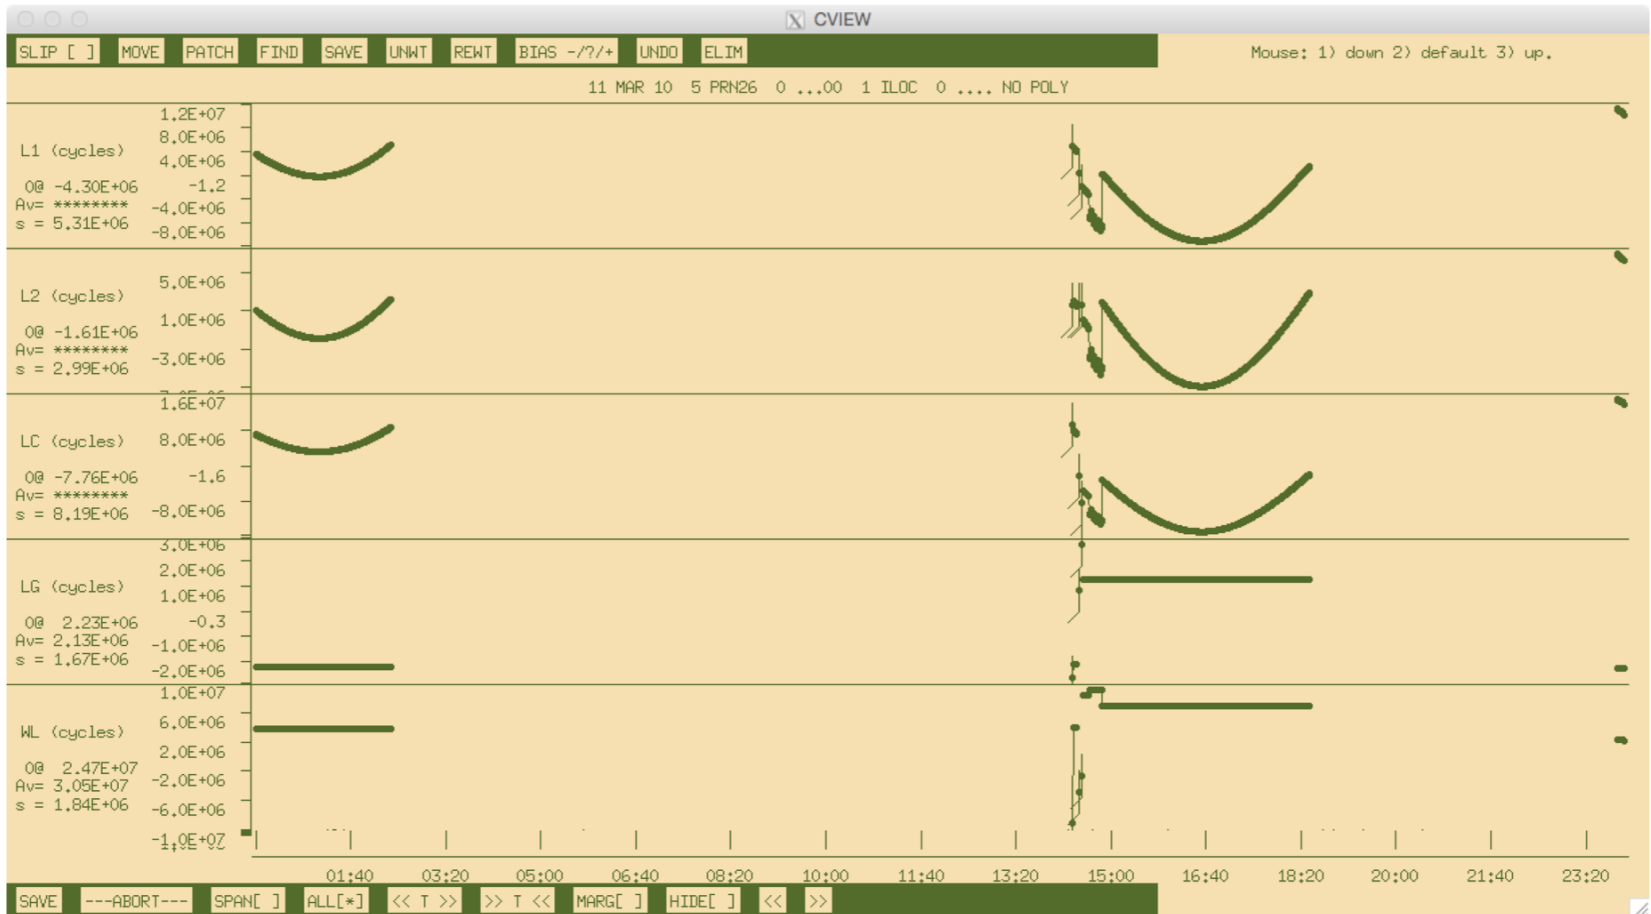 CVIEW
SLIP [ ] MOVE PATCH FIND SAVE UNWT REWT BIAS -/?/+ UNDO ELIM Mouse: 1) down 2) default 3) up.
11 MAR 10 5 PRN26 0 ...00 1 ILOC 0 .... NO POLY
1.2E+07
8.0E+06
L1 (cycles)
4.0E+06
0@ -4.30E+06
-1.2
Av= ********
-4.0E+06
s = 5.31E+06
-8.0E+06
5.0E+06
L2 (cycles)
1.0E+06
0@ -1.61E+06
Av= ********
-3.0E+06
s = 2.99E+06
1.6E+07
LC (cycles)
8.0E+06
0@ -7.76E+06
-1.6
Av= ********
s = 8.19E+06
-8.0E+06
3.0E+06
2.0E+06
LG (cycles)
1.0E+06
0@ 2.23E+06
-0.3
Av= 2.13E+06
-1.0E+06
s = 1.67E+06
-2.0E+06
1.0E+07
6.0E+06
WL (cycles)
2.0E+06
0@ 2.47E+07
Av= 3.05E+07
-2.0E+06
s = 1.84E+06
-6.0E+06
-1.0E+07
01:40 03:20 05:00 06:40 08:20 10:00 11:40 13:20 15:00 16:40 18:20 20:00 21:40 23:20
SAVE ---ABORT--- SPAN[ ] ALL[*] << T >> >> T << MARG[ ] HIDE[ ] << >>